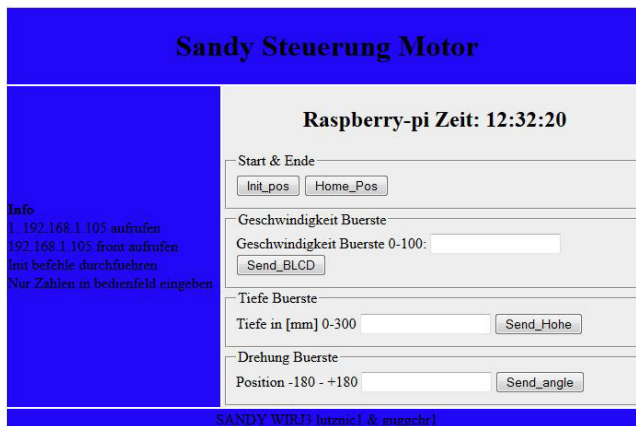 Sandy Steuerung Motor
Info
1. 192.168.1.105 aufrufen
192.168.1.105 front aufrufen
Init befehle durchfuehren
Nur Zahlen in bedienfeld eingeben
Raspberry-pi Zeit: 12:32:20
Start & Ende
Init_pos Home_Pos
Geschwindigkeit Buerste
Geschwindigkeit Buerste 0-100:
Send_BLCD
Tiefe Buerste
Tiefe in [mm] 0-300 Send_Hohe
Drehung Buerste
Position -180 - +180 Send_angle
SANDY WIRJ3 lutznic1 & guggchr1